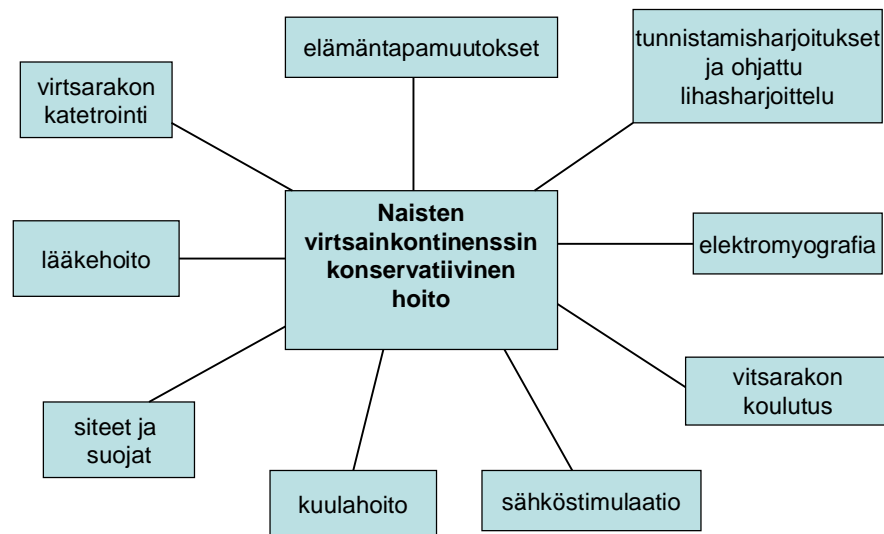 elämäntapamuutokset
tunnistamisharjoitukset
ja ohjattu
lihasharjoittelu
virtsarakon
katetrointi
Naisten
virtsainkontinenssin
konservatiivinen
hoito
lääkehoito
elektromyografia
vitsarakon
koulutus
siteet ja
suojat
kuulahoito
sähköstimulaatio